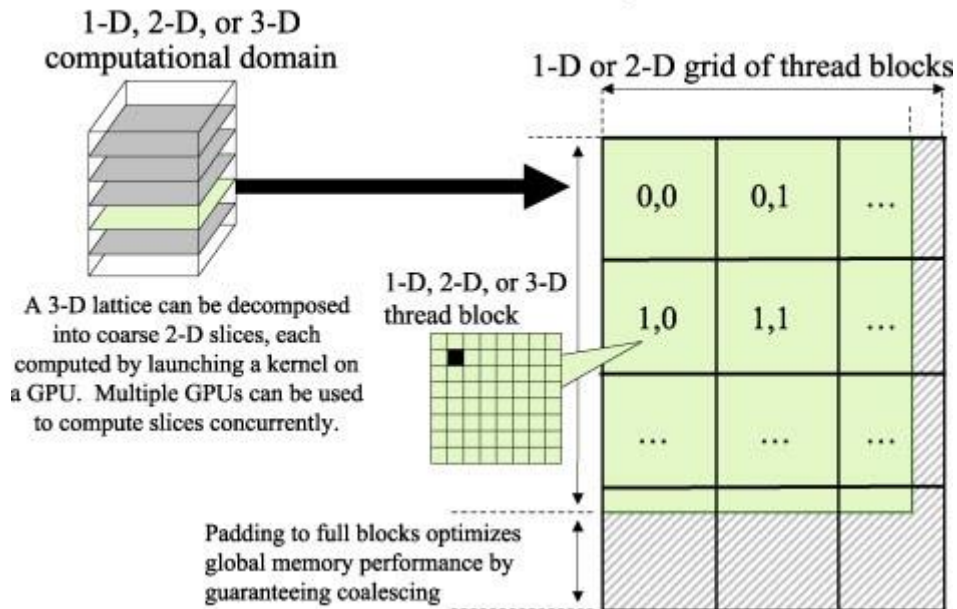 1-D, 2-D, or 3-D
computational domain
1-D or 2-D grid of thread blocks
0,0
0,1
...
A 3-D lattice can be decomposed
into coarse 2-D slices, each
computed by launching a kernel on
a GPU.  Multiple GPUs can be used
to compute slices concurrently.
1-D, 2-D, or 3-D
thread block
1,0
1,1
...
...
...
...
Padding to full blocks optimizes
global memory performance by
guaranteeing coalescing